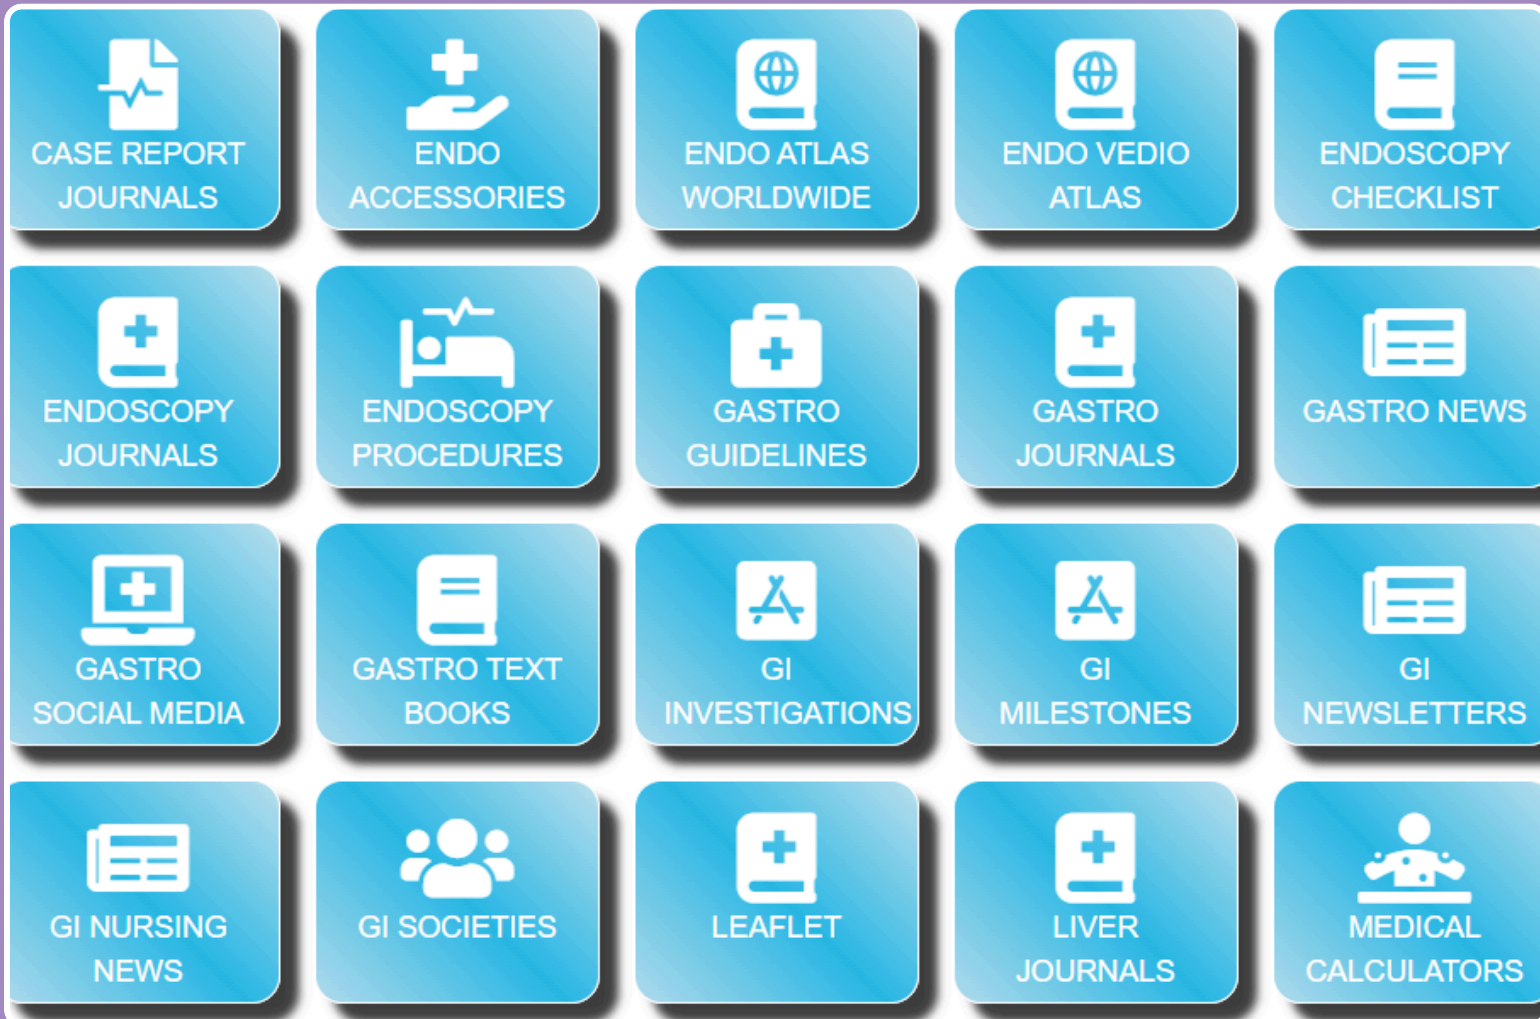 CASE REPORT
JOURNALS
ENDO
ACCESSORIES
ENDO ATLAS
WORLDWIDE
ENDO VEDIO
ATLAS
ENDOSCOPY
CHECKLIST
ENDOSCOPY
JOURNALS
ENDOSCOPY
PROCEDURES
GASTRO
GUIDELINES
GASTRO
JOURNALS
GASTRO NEWS
GASTRO
SOCIAL MEDIA
GASTRO TEXT
BOOKS
GI
INVESTIGATIONS
GI
MILESTONES
GI
NEWSLETTERS
GI NURSING
NEWS
GI SOCIETIES
LEAFLET
LIVER
JOURNALS
MEDICAL
CALCULATORS